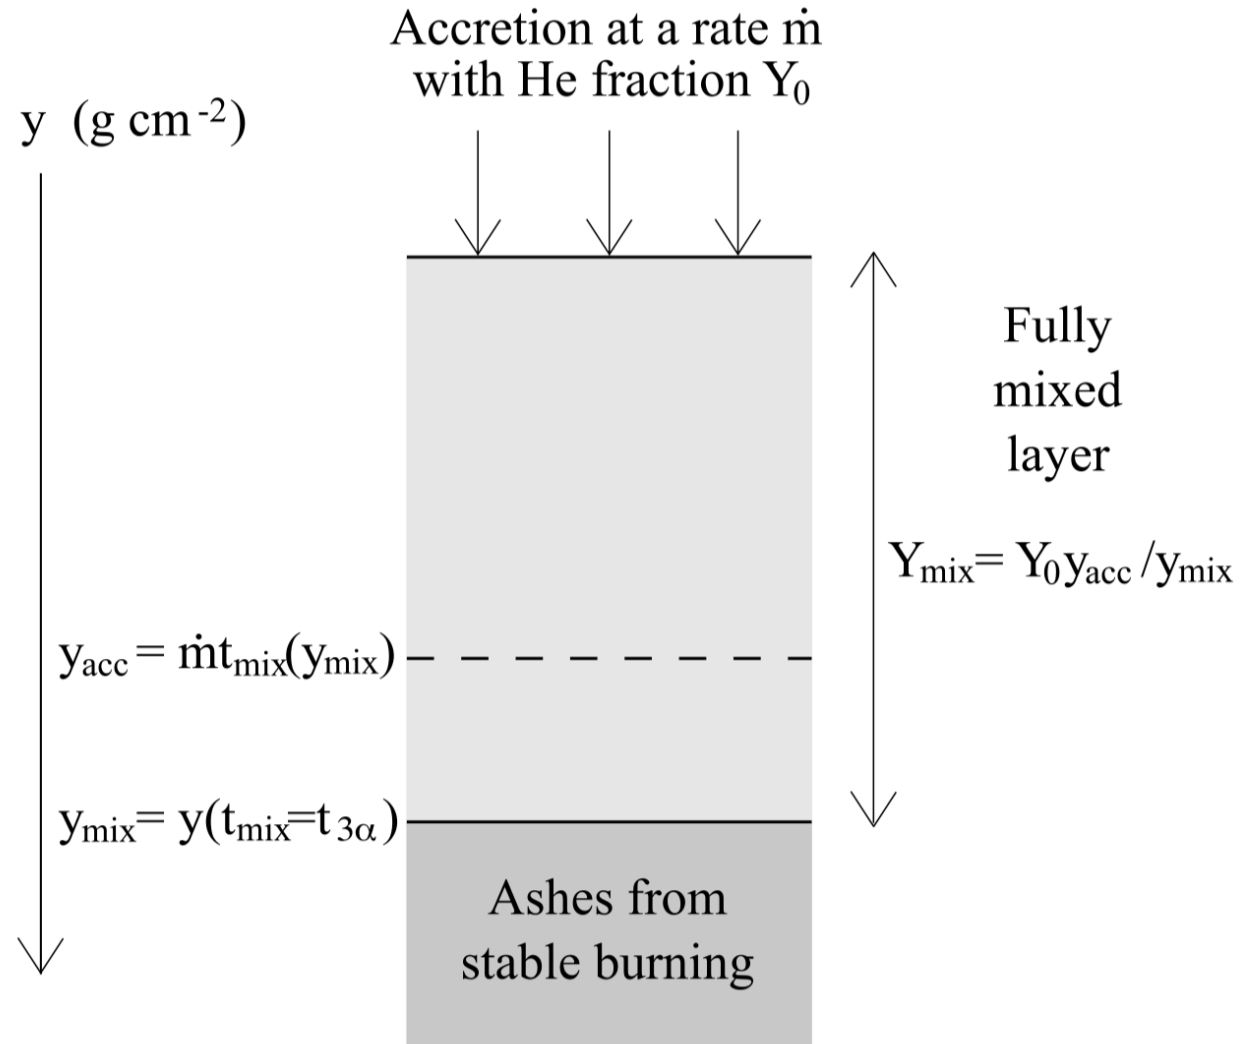 Accretion at a rate ṁ
with He fraction Y₀
y (g cm⁻²)
Fully
mixed
layer
Yₘᵢₓ= Y₀yₐcc /yₘᵢₓ
yₐcc = ṁtₘᵢₓ(yₘᵢₓ)
yₘᵢₓ= y(tₘᵢₓ=t₃α)
Ashes from
stable burning